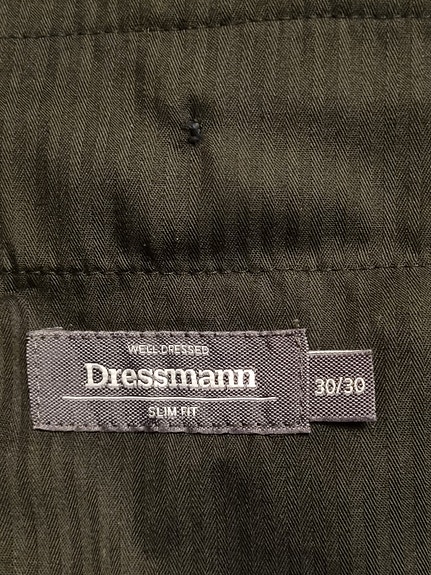 WELL DRESSED
Dressmann
SLIM FIT
30/30